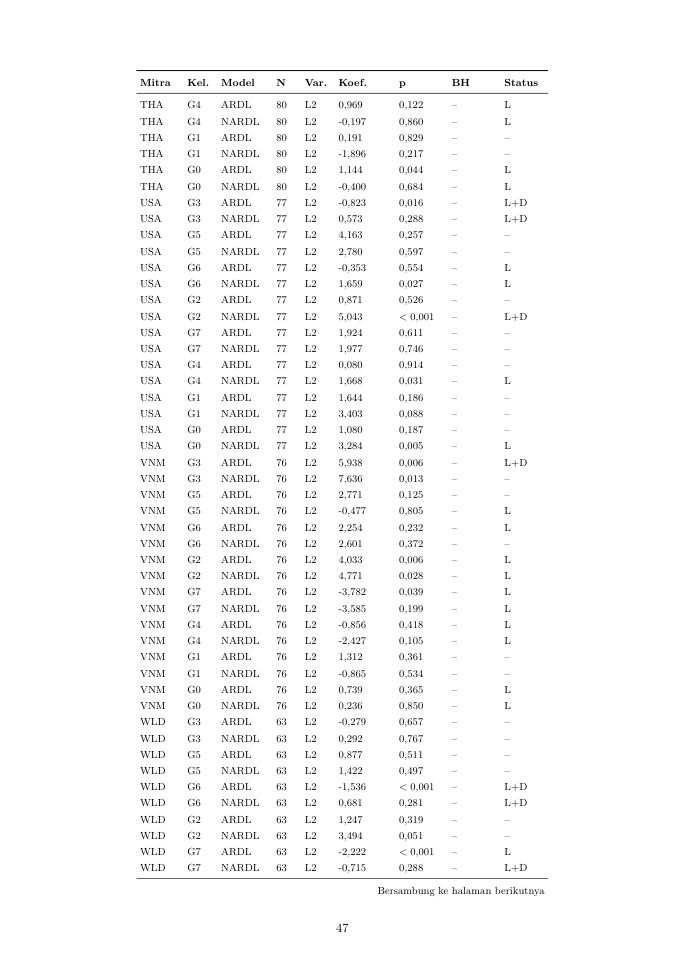 Mitra Kel. Model N Var. Koef. p BH Status
THA G4 ARDL 80 L2 0,969 0,122 – L
THA G4 NARDL 80 L2 -0,197 0,860 – L
THA G1 ARDL 80 L2 0,191 0,829 – –
THA G1 NARDL 80 L2 -1,896 0,217 – –
THA G0 ARDL 80 L2 1,144 0,044 – L
THA G0 NARDL 80 L2 -0,400 0,684 – L
USA G3 ARDL 77 L2 -0,823 0,016 – L+D
USA G3 NARDL 77 L2 0,573 0,288 – L+D
USA G5 ARDL 77 L2 4,163 0,257 – –
USA G5 NARDL 77 L2 2,780 0,597 – –
USA G6 ARDL 77 L2 -0,353 0,554 – L
USA G6 NARDL 77 L2 1,659 0,027 – L
USA G2 ARDL 77 L2 0,871 0,526 – –
USA G2 NARDL 77 L2 5,043 < 0,001 – L+D
USA G7 ARDL 77 L2 1,924 0,611 – –
USA G7 NARDL 77 L2 1,977 0,746 – –
USA G4 ARDL 77 L2 0,080 0,914 – –
USA G4 NARDL 77 L2 1,668 0,031 – L
USA G1 ARDL 77 L2 1,644 0,186 – –
USA G1 NARDL 77 L2 3,403 0,088 – –
USA G0 ARDL 77 L2 1,080 0,187 – –
USA G0 NARDL 77 L2 3,284 0,005 – L
VNM G3 ARDL 76 L2 5,938 0,006 – L+D
VNM G3 NARDL 76 L2 7,636 0,013 – –
VNM G5 ARDL 76 L2 2,771 0,125 – –
VNM G5 NARDL 76 L2 -0,477 0,805 – L
VNM G6 ARDL 76 L2 2,254 0,232 – L
VNM G6 NARDL 76 L2 2,601 0,372 – –
VNM G2 ARDL 76 L2 4,033 0,006 – L
VNM G2 NARDL 76 L2 4,771 0,028 – L
VNM G7 ARDL 76 L2 -3,782 0,039 – L
VNM G7 NARDL 76 L2 -3,585 0,199 – L
VNM G4 ARDL 76 L2 -0,856 0,418 – L
VNM G4 NARDL 76 L2 -2,427 0,105 – L
VNM G1 ARDL 76 L2 1,312 0,361 – –
VNM G1 NARDL 76 L2 -0,865 0,534 – –
VNM G0 ARDL 76 L2 0,739 0,365 – L
VNM G0 NARDL 76 L2 0,236 0,850 – L
WLD G3 ARDL 63 L2 -0,279 0,657 – –
WLD G3 NARDL 63 L2 0,292 0,767 – –
WLD G5 ARDL 63 L2 0,877 0,511 – –
WLD G5 NARDL 63 L2 1,422 0,497 – –
WLD G6 ARDL 63 L2 -1,536 < 0,001 – L+D
WLD G6 NARDL 63 L2 0,681 0,281 – L+D
WLD G2 ARDL 63 L2 1,247 0,319 – –
WLD G2 NARDL 63 L2 3,494 0,051 – –
WLD G7 ARDL 63 L2 -2,222 < 0,001 – L
WLD G7 NARDL 63 L2 -0,715 0,288 – L+D
Bersambung ke halaman berikutnya
47